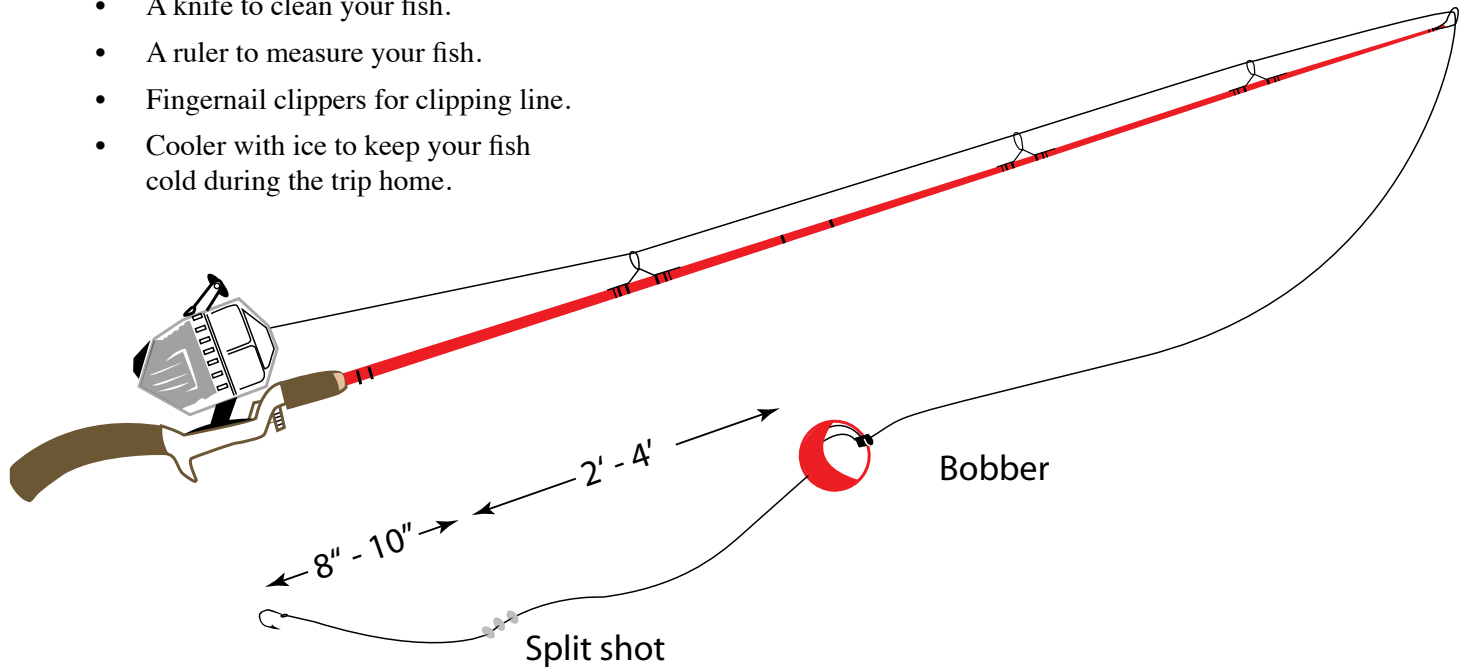 • A knife to clean your fish.
• A ruler to measure your fish.
• Fingernail clippers for clipping line.
• Cooler with ice to keep your fish
cold during the trip home.
2' - 4'
Bobber
8" - 10"
Split shot